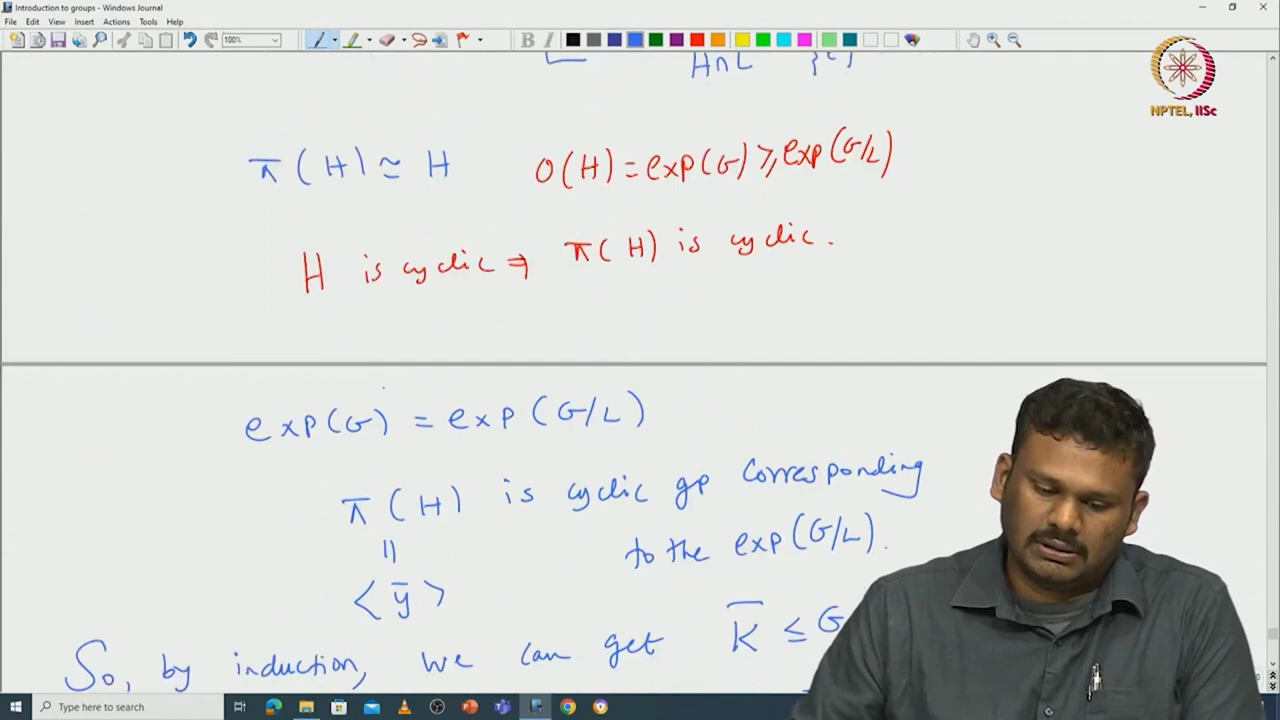 Introduction to groups - Windows Journal
File Edit View Insert Actions Tools Help
100%
B I
NPTEL, IISc
H∩L {e}
π(H) ≃ H O(H) = exp(G) ⩾ exp(G/L)
H is cyclic ⇒ π(H) is cyclic.
exp(G) = exp(G/L)
π(H) is cyclic gp corresponding
to the exp(G/L).
=
<ȳ>
So, by induction, we can get K̄ ≤ G
Type here to search